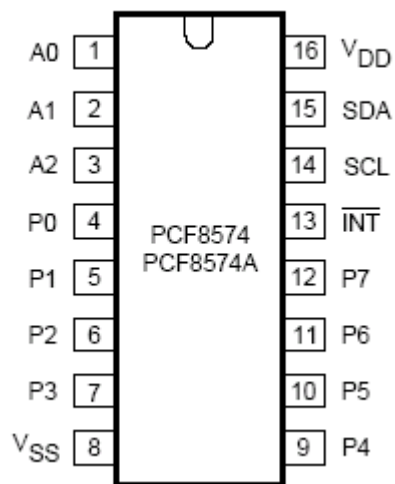 A0 1 16 VDD
A1 2 15 SDA
A2 3 14 SCL
P0 4 13 INT
PCF8574
PCF8574A
P1 5 12 P7
P2 6 11 P6
P3 7 10 P5
VSS 8 9 P4